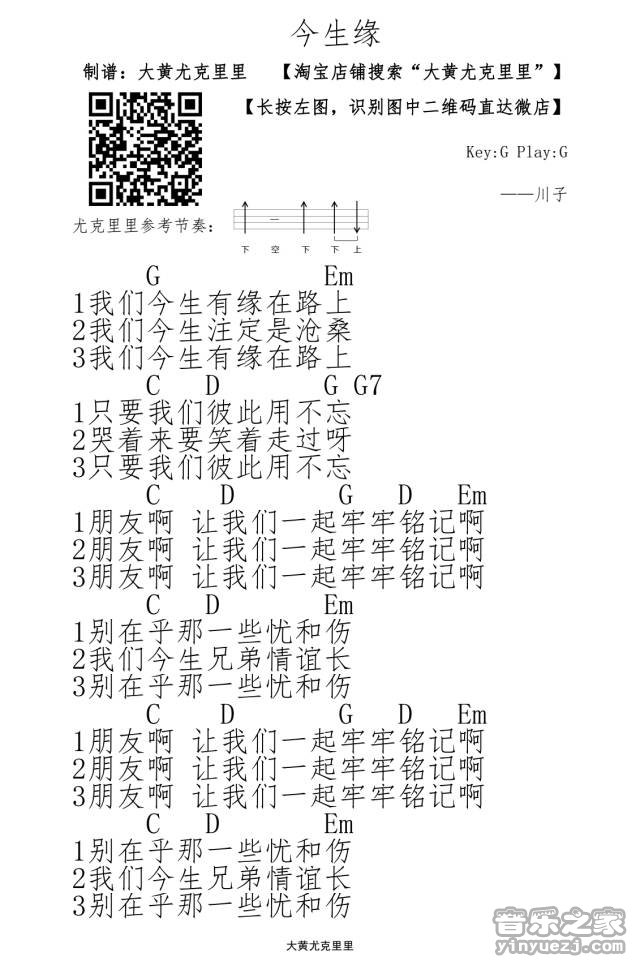 今生缘
制谱：大黄尤克里里 【淘宝店铺搜索“大黄尤克里里”】
【长按左图，识别图中二维码直达微店】
Key:G Play:G
——川子
尤克里里参考节奏：
下 空 下 下 上
G Em
1我们今生有缘在路上
2我们今生注定是沧桑
3我们今生有缘在路上
C D G G7
1只要我们彼此用不忘
2哭着来要笑着走过呀
3只要我们彼此用不忘
C D G D Em
1朋友啊 让我们一起牢牢铭记啊
2朋友啊 让我们一起牢牢铭记啊
3朋友啊 让我们一起牢牢铭记啊
C D Em
1别在乎那一些忧和伤
2我们今生兄弟情谊长
3别在乎那一些忧和伤
C D G D Em
1朋友啊 让我们一起牢牢铭记啊
2朋友啊 让我们一起牢牢铭记啊
3朋友啊 让我们一起牢牢铭记啊
C D Em
1别在乎那一些忧和伤
2我们今生兄弟情谊长
3别在乎那一些忧和伤
大黄尤克里里
音乐之家
yinyuezj.com